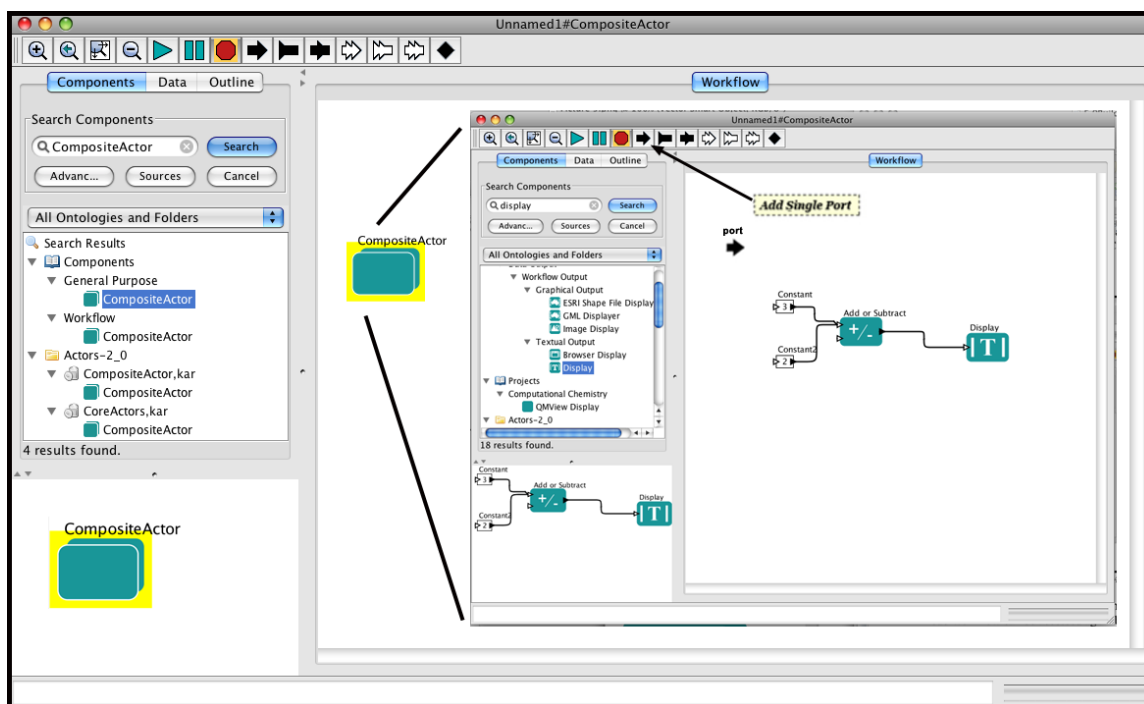 Unnamed1#CompositeActor
Components Data Outline
Workflow
Search Components
CompositeActor Search
Advanc... Sources Cancel
All Ontologies and Folders
Search Results
Components
General Purpose
CompositeActor
Workflow
CompositeActor
Actors-2_0
CompositeActor,kar
CompositeActor
CoreActors,kar
CompositeActor
4 results found.
CompositeActor
CompositeActor
Unnamed1#CompositeActor
Components Data Outline
Workflow
Search Components
display Search
Advanc... Sources Cancel
All Ontologies and Folders
Workflow Output
Graphical Output
ESRI Shape File Display
GML Displayer
Image Display
Textual Output
Browser Display
Display
Projects
Computational Chemistry
QMView Display
Actors-2_0
18 results found.
Constant
3
Add or Subtract
+/-
Display
T
Constant2
2
Add Single Port
port
Constant
3
Add or Subtract
+/-
Display
T
Constant2
2